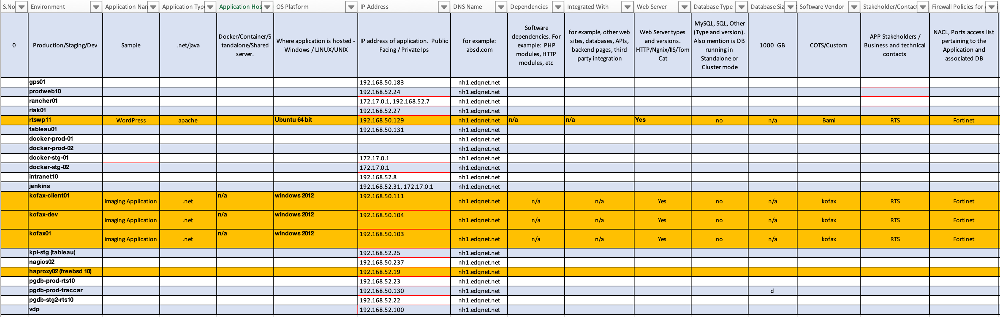 S.No Environment Application Nam Application Typ Application Hos OS Platform IP Address DNS Name Dependencies Integrated With Web Server Database Type Database Siz Software Vendor Stakeholder/Contact Firewall Policies for A
0 Production/Staging/Dev Sample .net/java Docker/Container/S
tandalone/Shared
server. Where application is hosted -
Windows / LINUX/UNIX IP address of application. Public
Facing / Private Ips for example:
absd.com Software
dependencies. For
example: PHP
modules, HTTP
modules, etc for example, other web
sites, databases, APIs,
backend pages, third
party integration Web Server types
and versions.
HTTP/Ngnix/IIS/Tom
Cat MySQL, SQL, Other
(Type and version).
Also mention is DB
running in
Standalone or
Cluster mode 1000 GB COTS/Custom APP Stakeholders /
Business and technical
contacts NACL, Ports access list
pertaining to the
Application and
associated DB
gps01 192.168.50.183 nh1.edqnet.net
prodweb10 192.168.52.24 nh1.edqnet.net
rancher01 172.17.0.1, 192.168.52.7 nh1.edqnet.net
riak01 192.168.52.27 nh1.edqnet.net
rtswp11 WordPress apache Ubuntu 64 bit 192.168.50.129 nh1.edqnet.net n/a n/a Yes no n/a Bami RTS Fortinet
tableau01 192.168.50.131 nh1.edqnet.net
docker-prod-01 nh1.edqnet.net
docker-prod-02 nh1.edqnet.net
docker-stg-01 172.17.0.1 nh1.edqnet.net
docker-stg-02 172.17.0.1 nh1.edqnet.net
intranet10 192.168.52.8 nh1.edqnet.net
jenkins 192.168.52.31, 172.17.0.1 nh1.edqnet.net
kofax-client01 imaging Application .net n/a windows 2012 192.168.50.111 nh1.edqnet.net n/a n/a Yes no n/a kofax RTS Fortinet
kofax-dev imaging Application .net n/a windows 2012 192.168.50.104 nh1.edqnet.net n/a n/a Yes no n/a kofax RTS Fortinet
kofax01 imaging Application .net n/a windows 2012 192.168.50.103 nh1.edqnet.net n/a n/a Yes no n/a kofax RTS Fortinet
kpi-stg (tableau) 192.168.52.25 nh1.edqnet.net
nagios02 192.168.50.237 nh1.edqnet.net
haproxy02 (freebsd 10) 192.168.52.19 nh1.edqnet.net
pgdb-prod-rts10 192.168.52.23 nh1.edqnet.net
pgdb-prod-traccar 192.168.50.130 nh1.edqnet.net d
pgdb-stg2-rts10 192.168.52.22 nh1.edqnet.net
vdp 192.168.52.100 nh1.edqnet.net